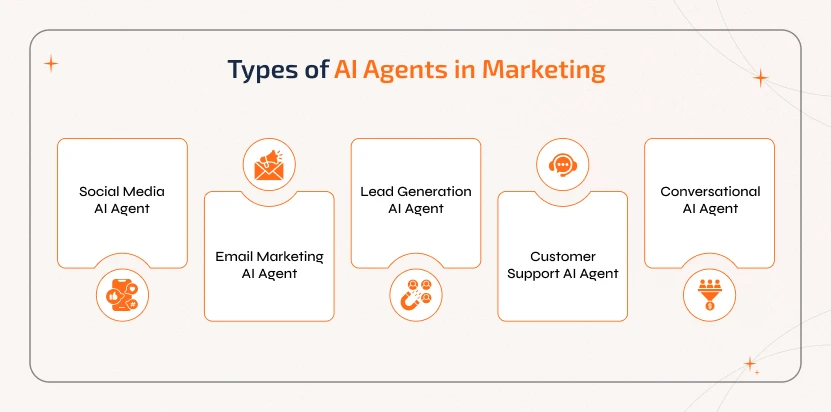 Types of AI Agents in Marketing
Social Media
AI Agent
Email Marketing
AI Agent
Lead Generation
AI Agent
Customer
Support AI Agent
Conversational
AI Agent